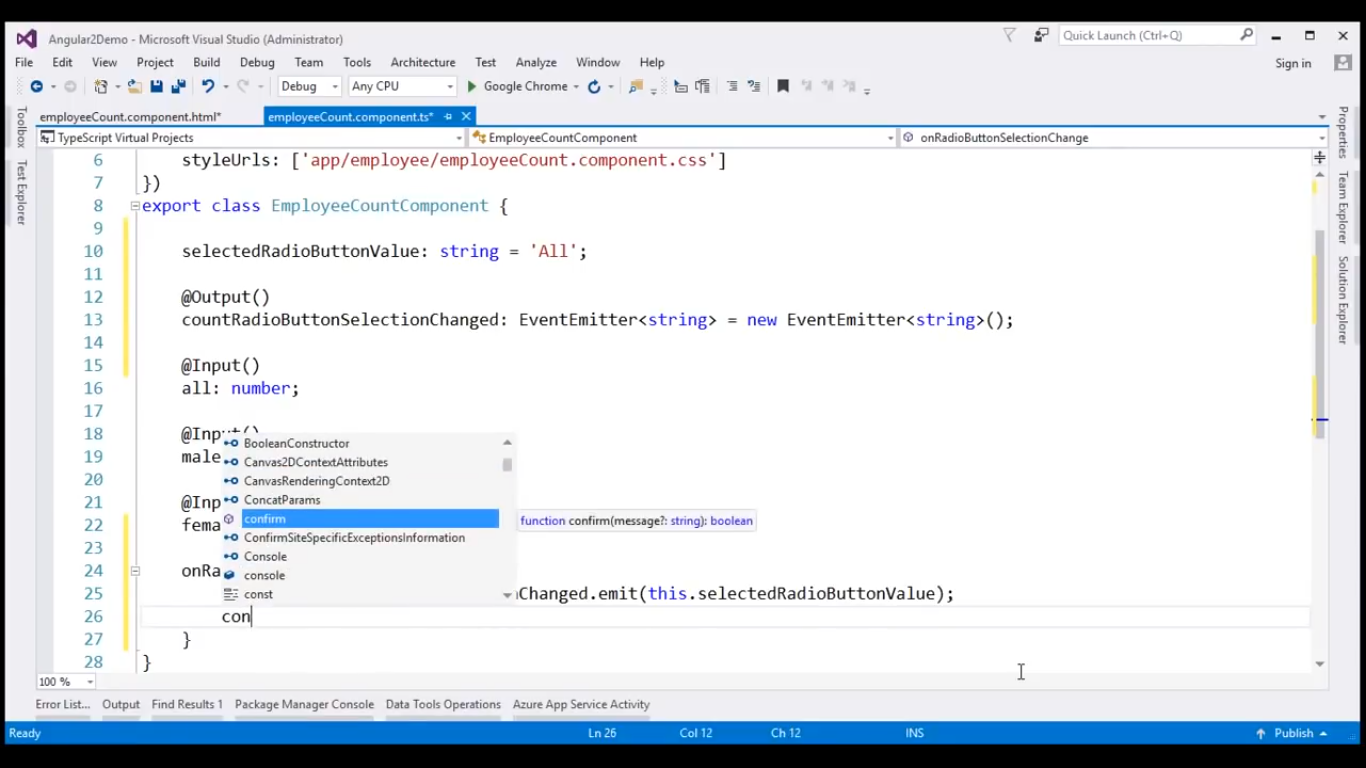 Angular2Demo - Microsoft Visual Studio (Administrator)
Quick Launch (Ctrl+Q)
File Edit View Project Build Debug Team Tools Architecture Test Analyze Window Help
Sign in
Debug Any CPU Google Chrome
employeeCount.component.html* employeeCount.component.ts*
TypeScript Virtual Projects EmployeeCountComponent onRadioButtonSelectionChange
Toolbox
Test Explorer
Properties
Team Explorer
Solution Explorer
6 styleUrls: ['app/employee/employeeCount.component.css']
7 })
8 export class EmployeeCountComponent {
9
10 selectedRadioButtonValue: string = 'All';
11
12 @Output()
13 countRadioButtonSelectionChanged: EventEmitter<string> = new EventEmitter<string>();
14
15 @Input()
16 all: number;
17
18 @Input()
19 male
20
21 @Inp
22 fema
23
24 onRa
25 Changed.emit(this.selectedRadioButtonValue);
26 con
27 }
28 }
BooleanConstructor
Canvas2DContextAttributes
CanvasRenderingContext2D
ConcatParams
confirm
ConfirmSiteSpecificExceptionsInformation
Console
console
const
function confirm(message?: string): boolean
100 %
Error List... Output Find Results 1 Package Manager Console Data Tools Operations Azure App Service Activity
Ready Ln 26 Col 12 Ch 12 INS Publish